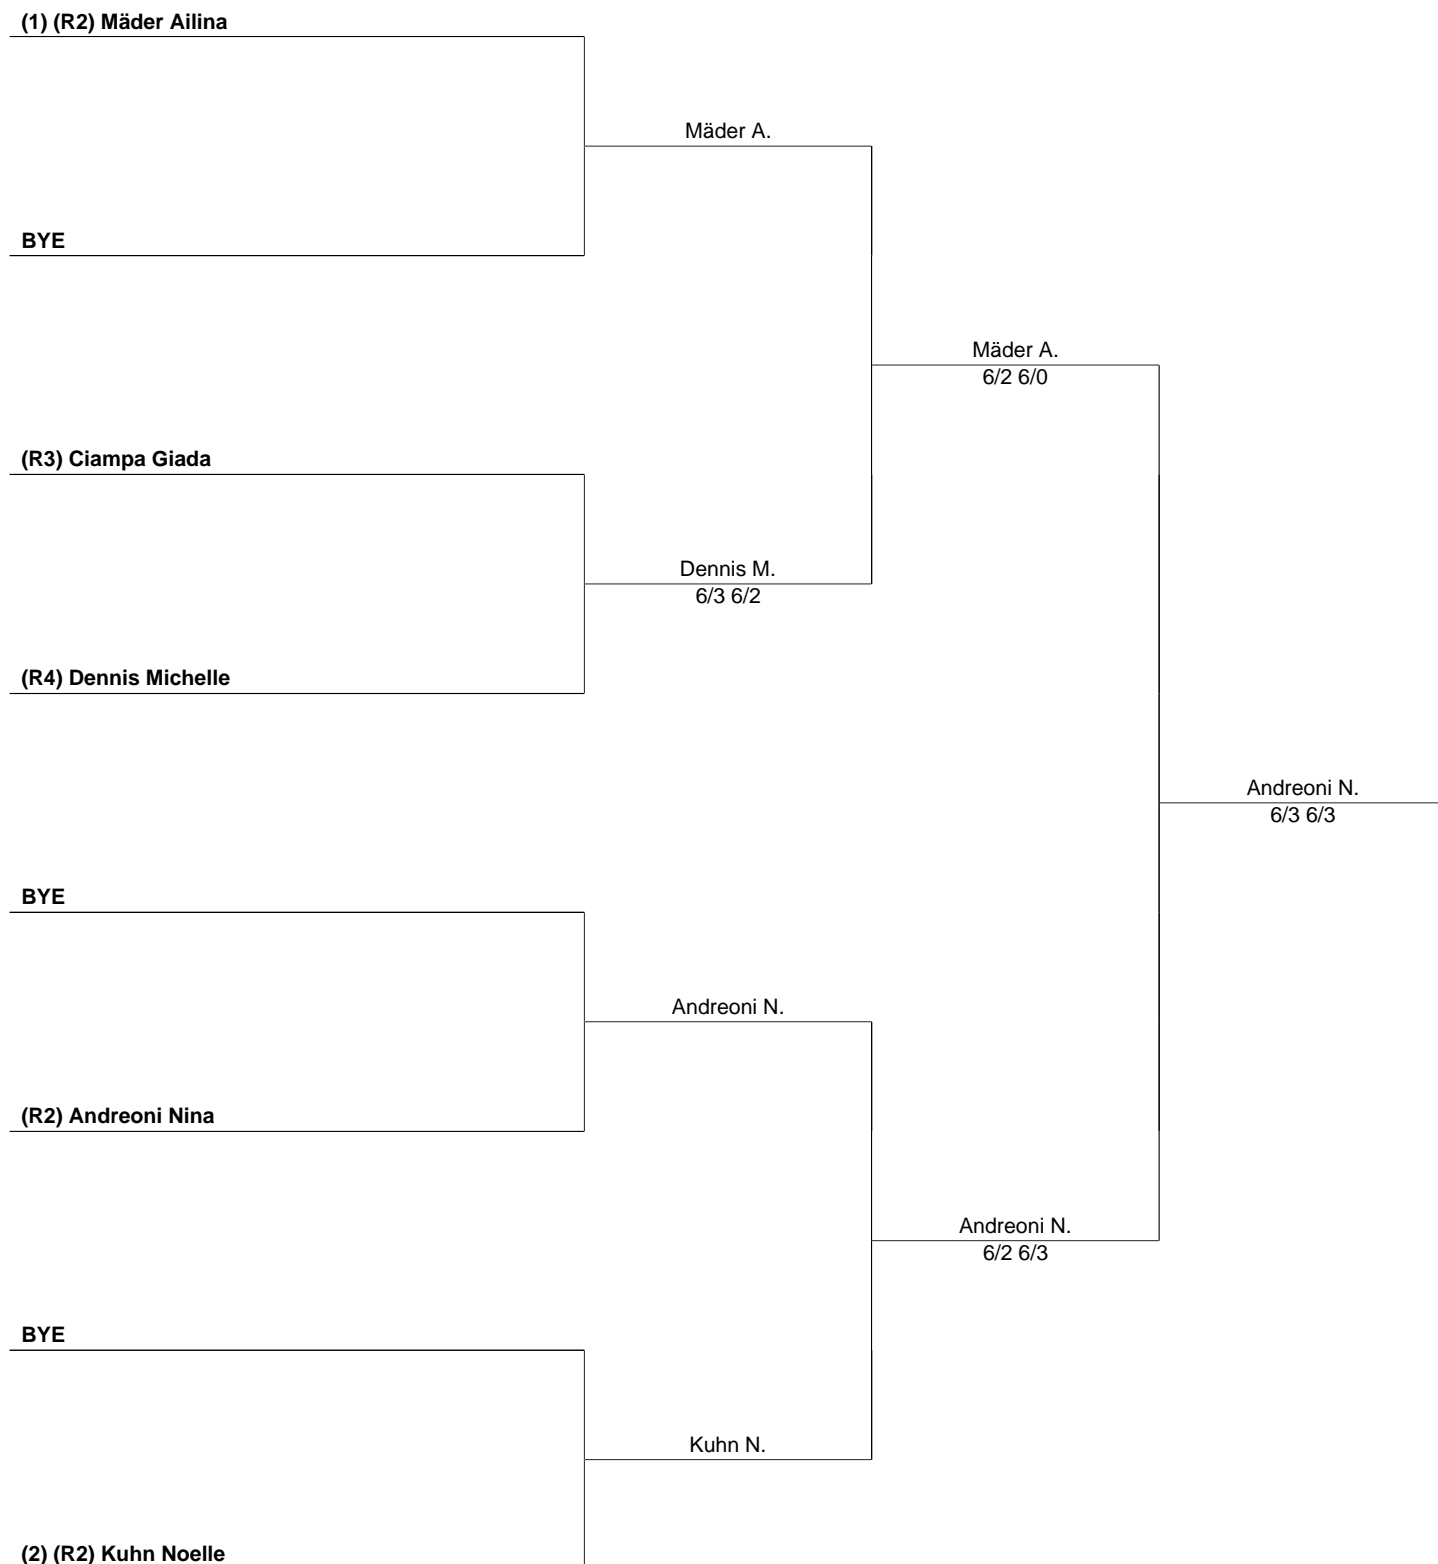 (1) (R2) Mäder Ailina
Mäder A.
BYE
Mäder A.
6/2 6/0
(R3) Ciampa Giada
Dennis M.
6/3 6/2
(R4) Dennis Michelle
Andreoni N.
6/3 6/3
BYE
Andreoni N.
(R2) Andreoni Nina
Andreoni N.
6/2 6/3
BYE
Kuhn N.
(2) (R2) Kuhn Noelle